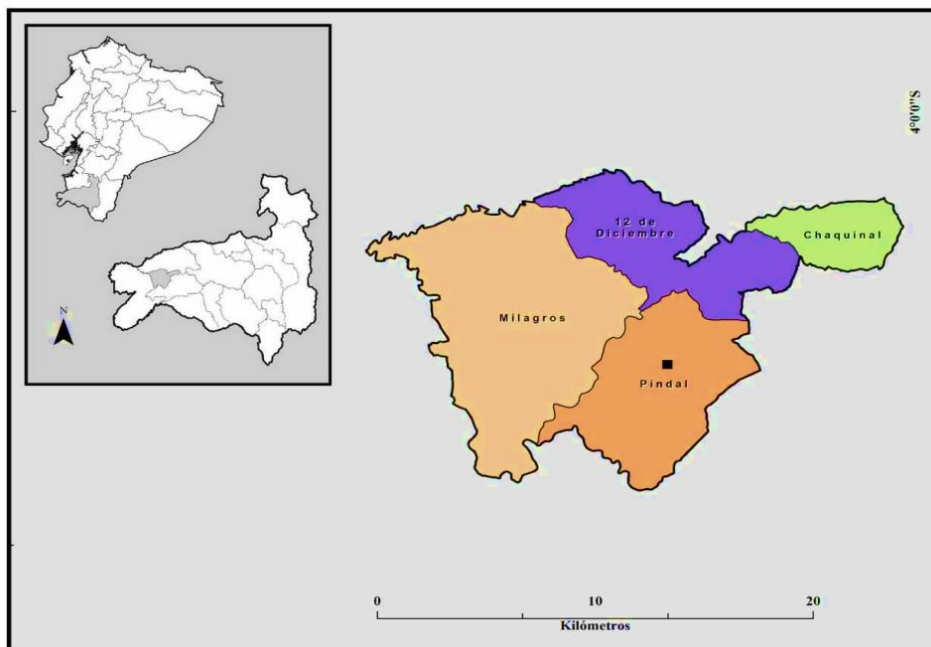 4°0'0"S
12 de
Diciembre
Chaquinal
Milagros
Pindal
N
0 10 20
Kilómetros